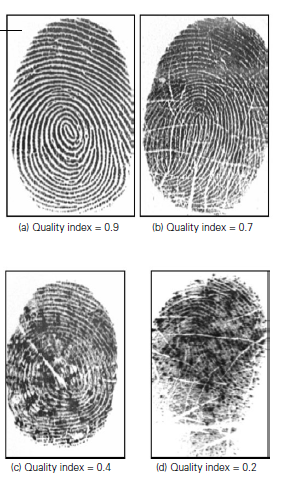 (a) Quality index = 0.9
(b) Quality index = 0.7
(c) Quality index = 0.4
(d) Quality index = 0.2